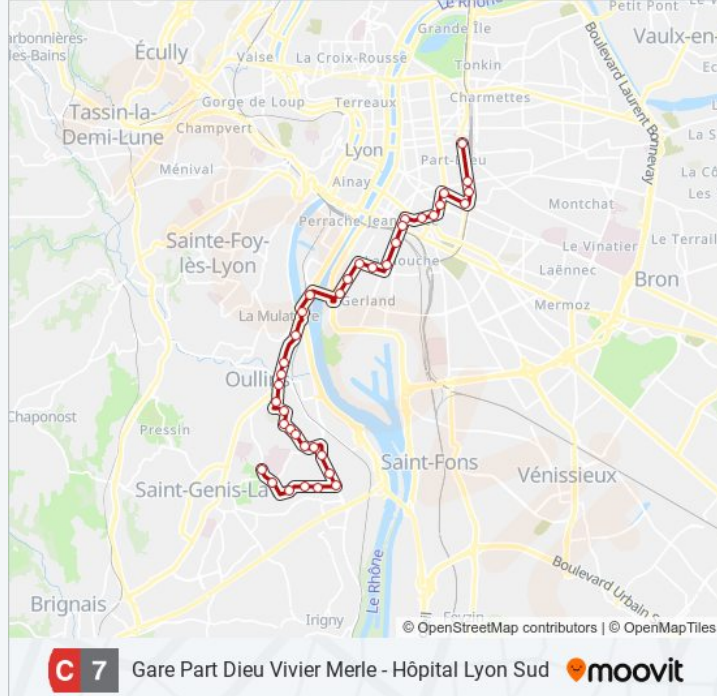 Le Rhône
Petit Pont
arbonnières-
les-Bains
Écully
Vaise
La Croix-Rousse
Grande Île
Tonkin
Vaulx-en-
Boulevard Laurent Bonnevay
Tassin-la-
Demi-Lune
Gorge de Loup
Terreaux
Charmettes
Champvert
Lyon
Part-Dieu
Ménival
Ainay
Montchat
Perrache
Sainte-Foy-
lès-Lyon
Le Vinatier
Le Terrail
Laënnec
Bron
Gerland
Mermoz
La Mulat
Oullins
Chaponost
Pressin
Saint-Fons
Vénissieux
Saint-Genis-La
Boulevard Urbain
Le Rhône
Brignais
Irigny
© OpenStreetMap contributors | © OpenMapTiles
C 7 Gare Part Dieu Vivier Merle - Hôpital Lyon Sud moovit